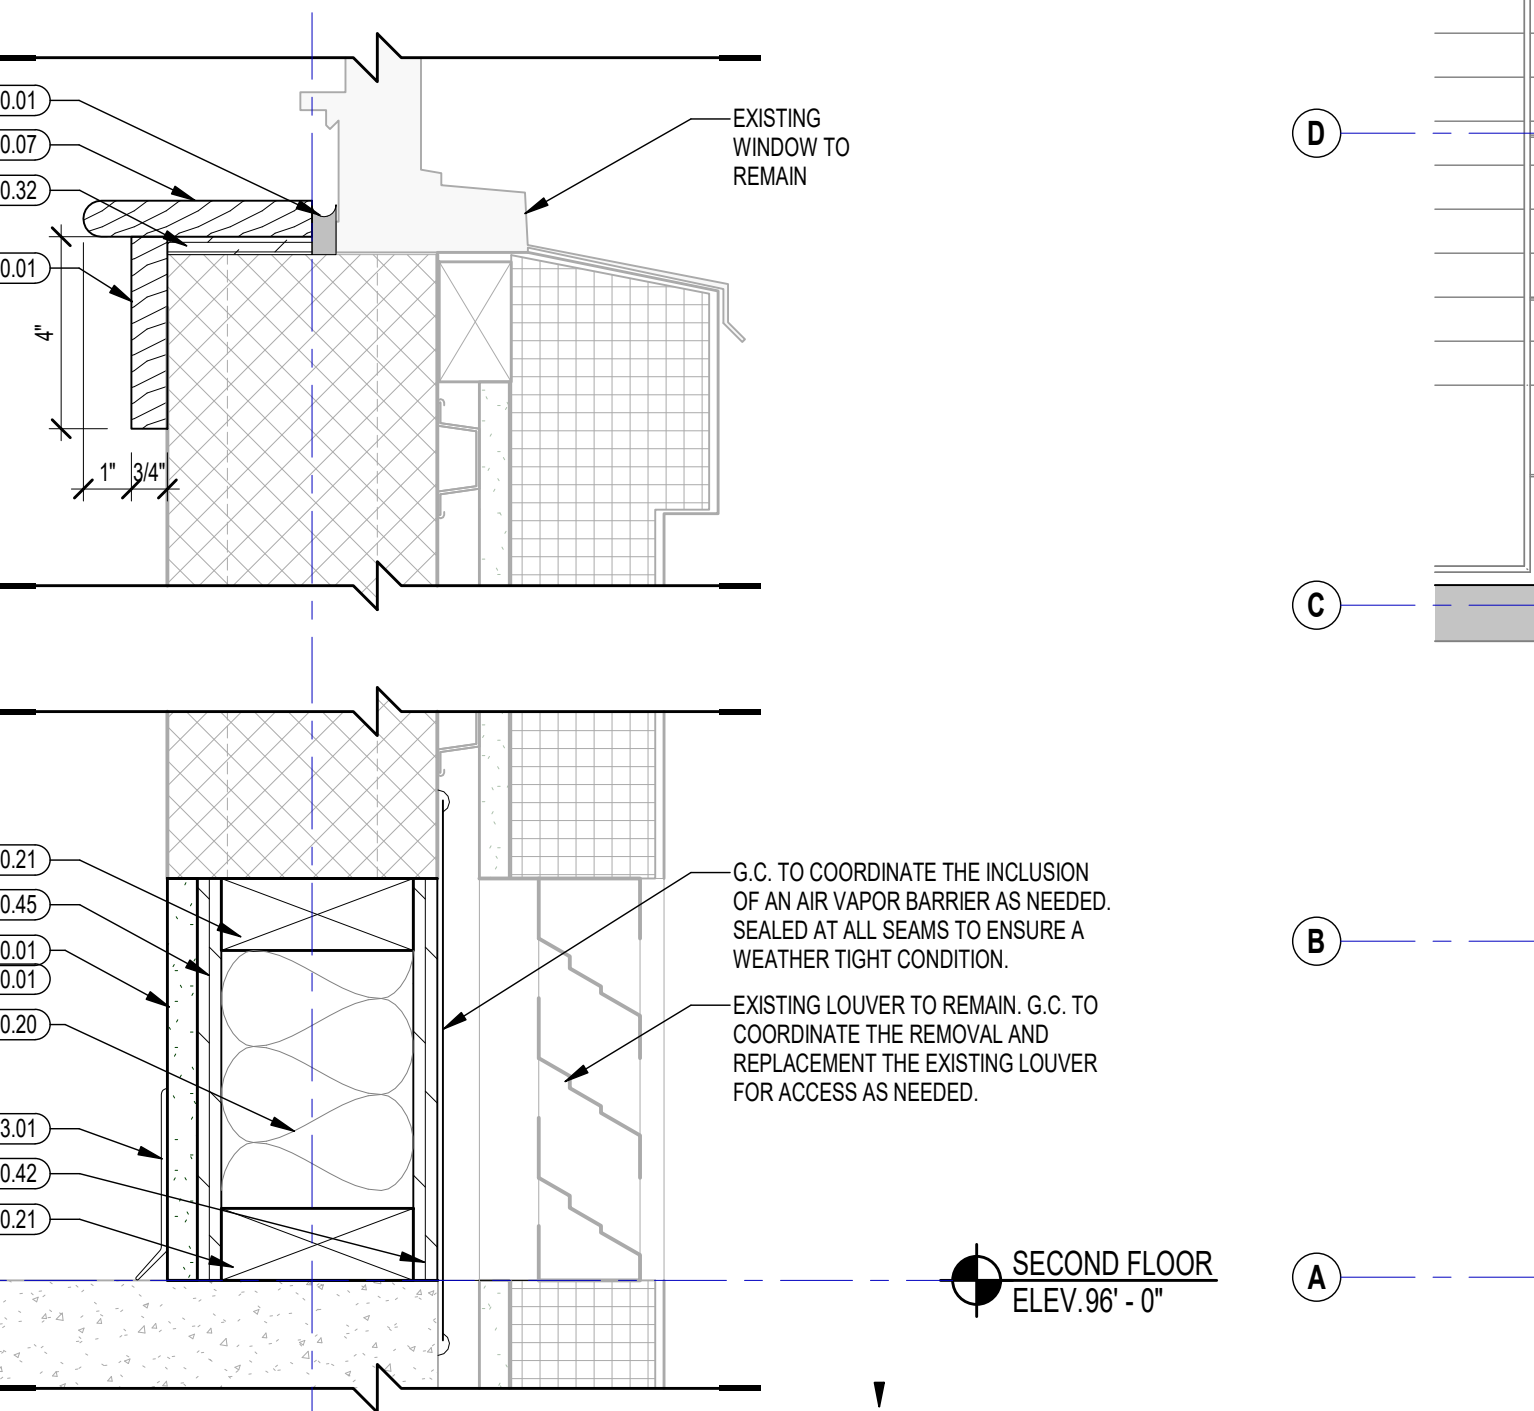 0.01
0.07
0.32
0.01
4"
1"
3/4"
EXISTING
WINDOW TO
REMAIN
D
C
0.21
0.45
0.01
0.01
0.20
3.01
0.42
0.21
G.C. TO COORDINATE THE INCLUSION
OF AN AIR VAPOR BARRIER AS NEEDED.
SEALED AT ALL SEAMS TO ENSURE A
WEATHER TIGHT CONDITION.
EXISTING LOUVER TO REMAIN. G.C. TO
COORDINATE THE REMOVAL AND
REPLACEMENT THE EXISTING LOUVER
FOR ACCESS AS NEEDED.
B
SECOND FLOOR
ELEV.96' - 0"
A